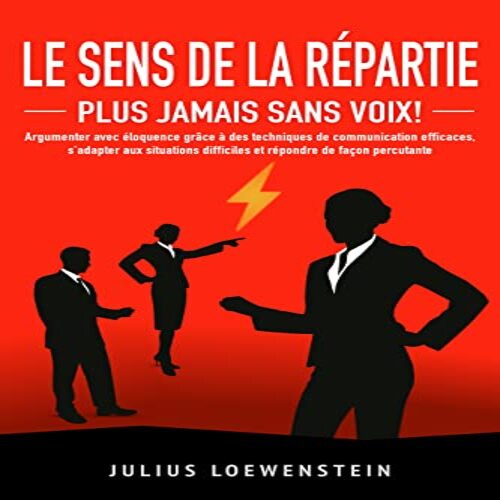 LE SENS DE LA RÉPARTIE
PLUS JAMAIS SANS VOIX!
Argumenter avec éloquence grâce à des techniques de communication efficaces,
s'adapter aux situations difficiles et répondre de façon percutante
JULIUS LOEWENSTEIN